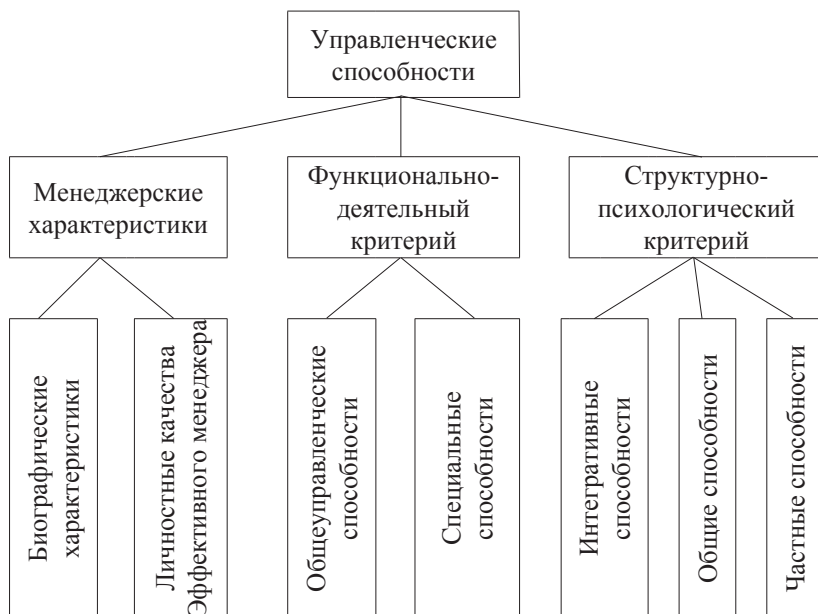 Управленческие
способности
Менеджерские
характеристики
Функционально-
деятельный
критерий
Структурно-
психологический
критерий
Биографические
характеристики
Личностные качества
Эффективного менеджера
Общеуправленческие
способности
Специальные
способности
Интегративные
способности
Общие способности
Частные способности